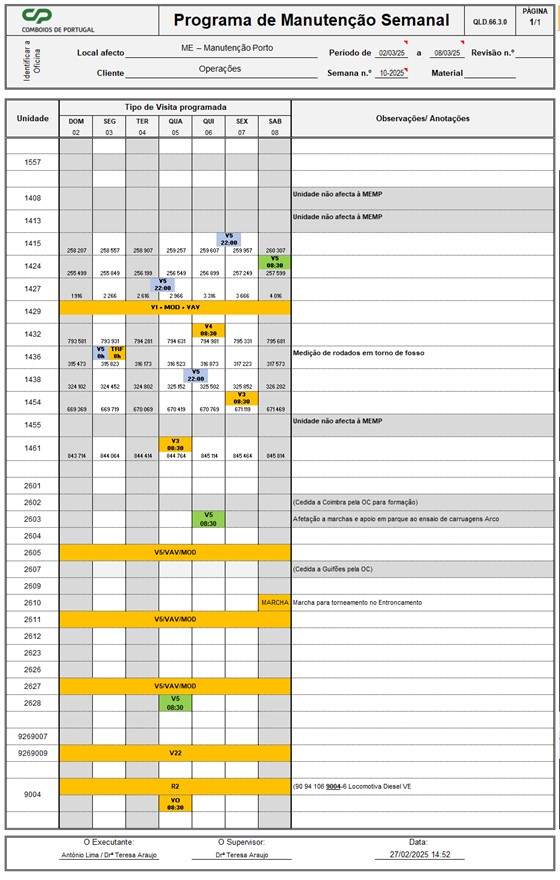 CP
COMBOIOS DE PORTUGAL
Programa de Manutenção Semanal
QLD.66.3.0
PÁGINA
1/1
Identificar a Oficina
Local afecto ME – Manutenção Porto Periodo de 02/03/25 a 08/03/25 Revisão n.º
Cliente Operações Semana n.º 10-2025 Material
Unidade Tipo de Visita programada Observações/ Anotações
DOM SEG TER QUA QUI SEX SAB
02 03 04 05 06 07 08
1557
1408 Unidade não afecta à MEMP
1413 Unidade não afecta à MEMP
1415 V5
22:00
258 207 258 557 258 907 259 257 259 607 259 957 260 307
1424 V5
08:30
255 499 255 849 256 199 256 549 256 899 257 249 257 599
1427 V5
22:00
1 916 2 266 2 616 2 966 3 316 3 666 4 016
1429 V1 + MOD + VAV
1432 V4
08:30
793 581 793 931 794 281 794 631 794 981 795 331 795 681
1436 V5 TRF Medição de rodados em torno de fosso
0h 8h
315 473 315 823 316 173 316 523 316 873 317 223 317 573
1438 V5
22:00
324 102 324 452 324 802 325 152 325 502 325 852 326 202
1454 V3
08:30
669 369 669 719 670 069 670 419 670 769 671 119 671 469
1455 Unidade não afecta à MEMP
1461 V3
08:30
843 714 844 064 844 414 844 764 845 114 845 464 845 814
2601
2602 (Cedida a Coimbra pela OC para formação)
2603 V5 Afetação a marchas e apoio em parque ao ensaio de carruagens Arco
08:30
2604
2605 V5/VAV/MOD
2607 (Cedida a Guifões pela OC)
2609
2610 MARCHA Marcha para torneamento no Entroncamento
2611 V5/VAV/MOD
2612
2623
2626
2627 V5/VAV/MOD
2628 V5
08:30
9269007
9269009 V22
9004 R2 (90 94 106 9004-6 Locomotiva Diesel VE
VO
08:30
O Executante: O Supervisor: Data:
António Lima / Drª Teresa Araujo Drª Teresa Araujo 27/02/2025 14:52